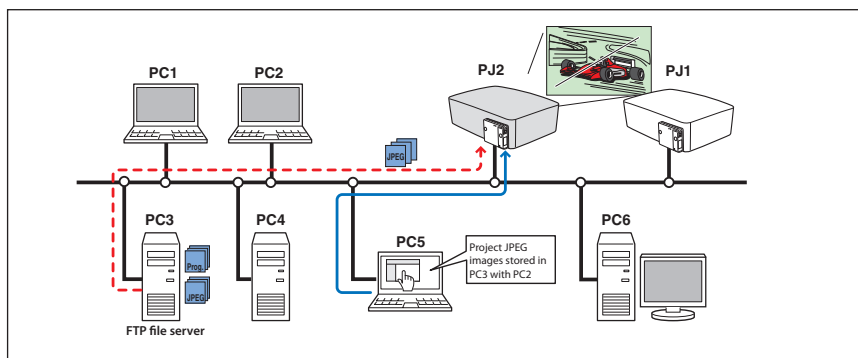 PC1
PC2
PJ2
PJ1
JPEG
PC3
PC4
PC5
PC6
Prog.
JPEG
Project JPEG
images stored in
PC3 with PC2
FTP file server